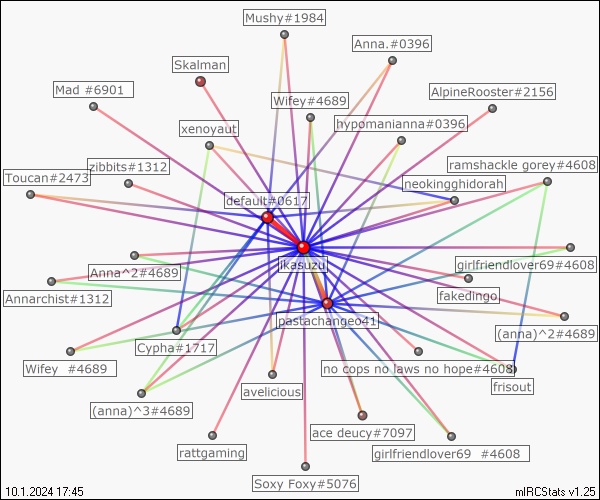 Mushy#1984
Anna.#0396
Skalman
Mad #6901
AlpineRooster#2156
Wifey#4689
hypomanianna#0396
xenoyaut
zibbits#1312
ramshackle gorey#4608
Toucan#2473
neokingghidorah
default#0617
jkasuzu
Anna^2#4689
girlfriendlover69#4608
Annarchist#1312
fakedingo.
pastachangeo41
(anna)^2#4689
Cypha#1717
Wifey #4689
no cops no laws no hope#4608
frisout
avelicious
(anna)^3#4689
ace deucy#7097
rattgaming
girlfriendlover69 #4608
Soxy Foxy#5076
10.1.2024 17:45
mIRCStats v1.25